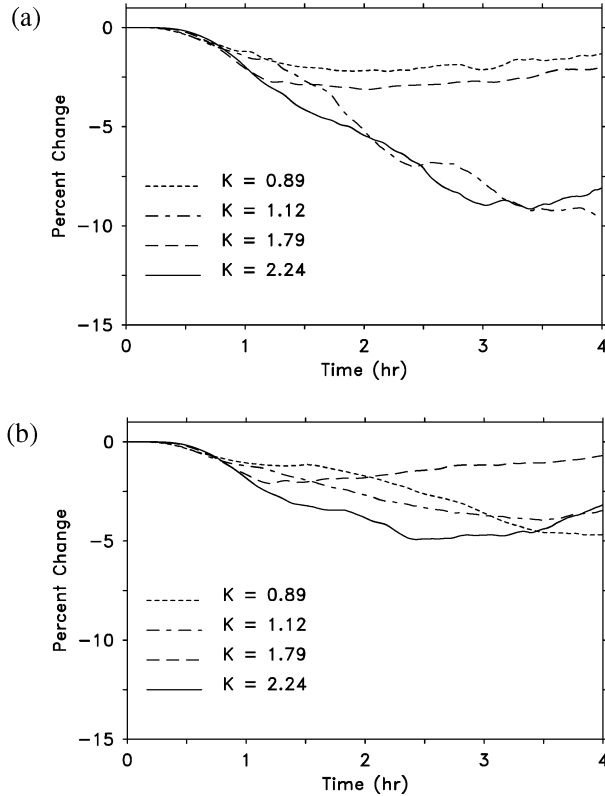 (a)
0
-5
-10
-15
Percent Change
K = 0.89
K = 1.12
K = 1.79
K = 2.24
0 1 2 3 4
Time (hr)
(b)
0
-5
-10
-15
Percent Change
K = 0.89
K = 1.12
K = 1.79
K = 2.24
0 1 2 3 4
Time (hr)